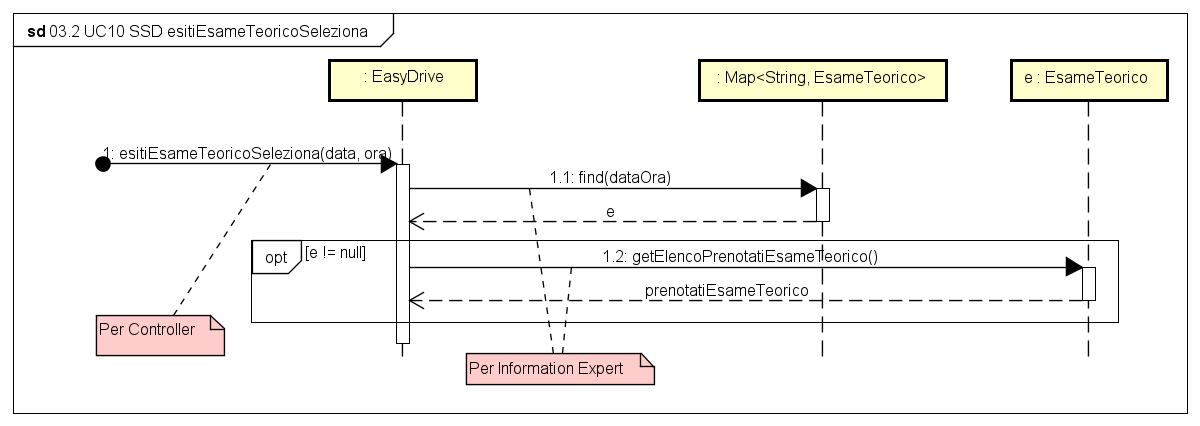 sd 03.2 UC10 SSD esitiEsameTeoricoSeleziona
: EasyDrive
: Map<String, EsameTeorico>
e : EsameTeorico
1: esitiEsameTeoricoSeleziona(data, ora)
1.1: find(dataOra)
e
opt
[e != null]
1.2: getElencoPrenotatiEsameTeorico()
prenotatiEsameTeorico
Per Controller
Per Information Expert